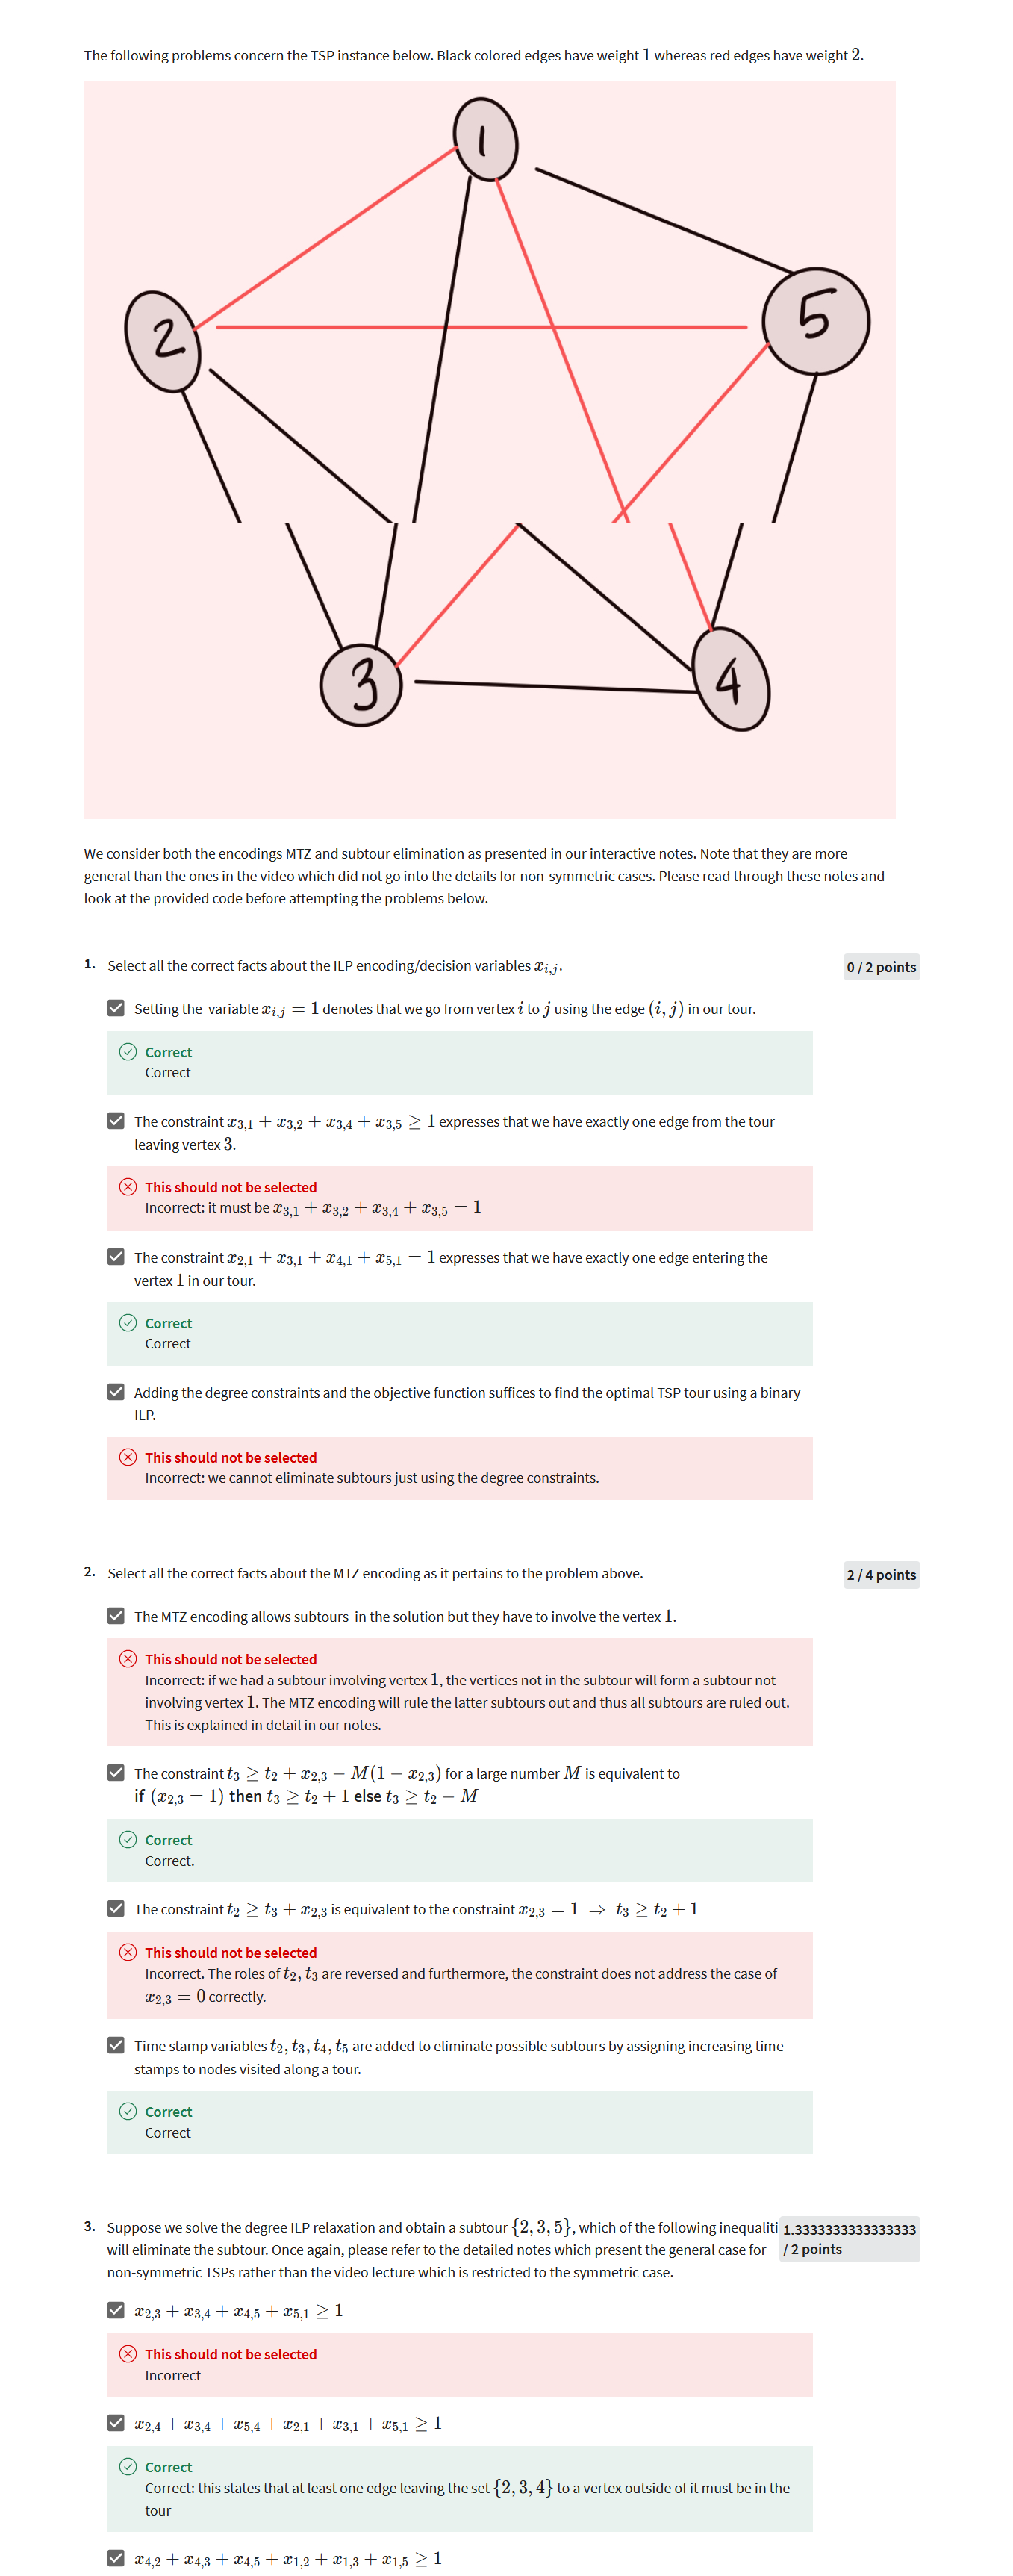 The following problems concern the TSP instance below. Black colored edges have weight 1 whereas red edges have weight 2.
1
2
5
3
4
We consider both the encodings MTZ and subtour elimination as presented in our interactive notes. Note that they are more
general than the ones in the video which did not go into the details for non-symmetric cases. Please read through these notes and
look at the provided code before attempting the problems below.
1. Select all the correct facts about the ILP encoding/decision variables x_{i,j}.
0 / 2 points
Setting the variable x_{i,j} = 1 denotes that we go from vertex i to j using the edge (i, j) in our tour.
Correct
Correct
The constraint x_{3,1} + x_{3,2} + x_{3,4} + x_{3,5} ≥ 1 expresses that we have exactly one edge from the tour
leaving vertex 3.
This should not be selected
Incorrect: it must be x_{3,1} + x_{3,2} + x_{3,4} + x_{3,5} = 1
The constraint x_{2,1} + x_{3,1} + x_{4,1} + x_{5,1} = 1 expresses that we have exactly one edge entering the
vertex 1 in our tour.
Correct
Correct
Adding the degree constraints and the objective function suffices to find the optimal TSP tour using a binary
ILP.
This should not be selected
Incorrect: we cannot eliminate subtours just using the degree constraints.
2. Select all the correct facts about the MTZ encoding as it pertains to the problem above.
2 / 4 points
The MTZ encoding allows subtours in the solution but they have to involve the vertex 1.
This should not be selected
Incorrect: if we had a subtour involving vertex 1, the vertices not in the subtour will form a subtour not
involving vertex 1. The MTZ encoding will rule the latter subtours out and thus all subtours are ruled out.
This is explained in detail in our notes.
The constraint t_3 ≥ t_2 + x_{2,3} − M(1 − x_{2,3}) for a large number M is equivalent to
if (x_{2,3} = 1) then t_3 ≥ t_2 + 1 else t_3 ≥ t_2 − M
Correct
Correct.
The constraint t_2 ≥ t_3 + x_{2,3} is equivalent to the constraint x_{2,3} = 1 ⇒ t_3 ≥ t_2 + 1
This should not be selected
Incorrect. The roles of t_2, t_3 are reversed and furthermore, the constraint does not address the case of
x_{2,3} = 0 correctly.
Time stamp variables t_2, t_3, t_4, t_5 are added to eliminate possible subtours by assigning increasing time
stamps to nodes visited along a tour.
Correct
Correct
3. Suppose we solve the degree ILP relaxation and obtain a subtour {2, 3, 5}, which of the following inequaliti
1.3333333333333333
/ 2 points
will eliminate the subtour. Once again, please refer to the detailed notes which present the general case for
non-symmetric TSPs rather than the video lecture which is restricted to the symmetric case.
x_{2,3} + x_{3,4} + x_{4,5} + x_{5,1} ≥ 1
This should not be selected
Incorrect
x_{2,4} + x_{3,4} + x_{5,4} + x_{2,1} + x_{3,1} + x_{5,1} ≥ 1
Correct
Correct: this states that at least one edge leaving the set {2, 3, 4} to a vertex outside of it must be in the
tour
x_{4,2} + x_{4,3} + x_{4,5} + x_{1,2} + x_{1,3} + x_{1,5} ≥ 1